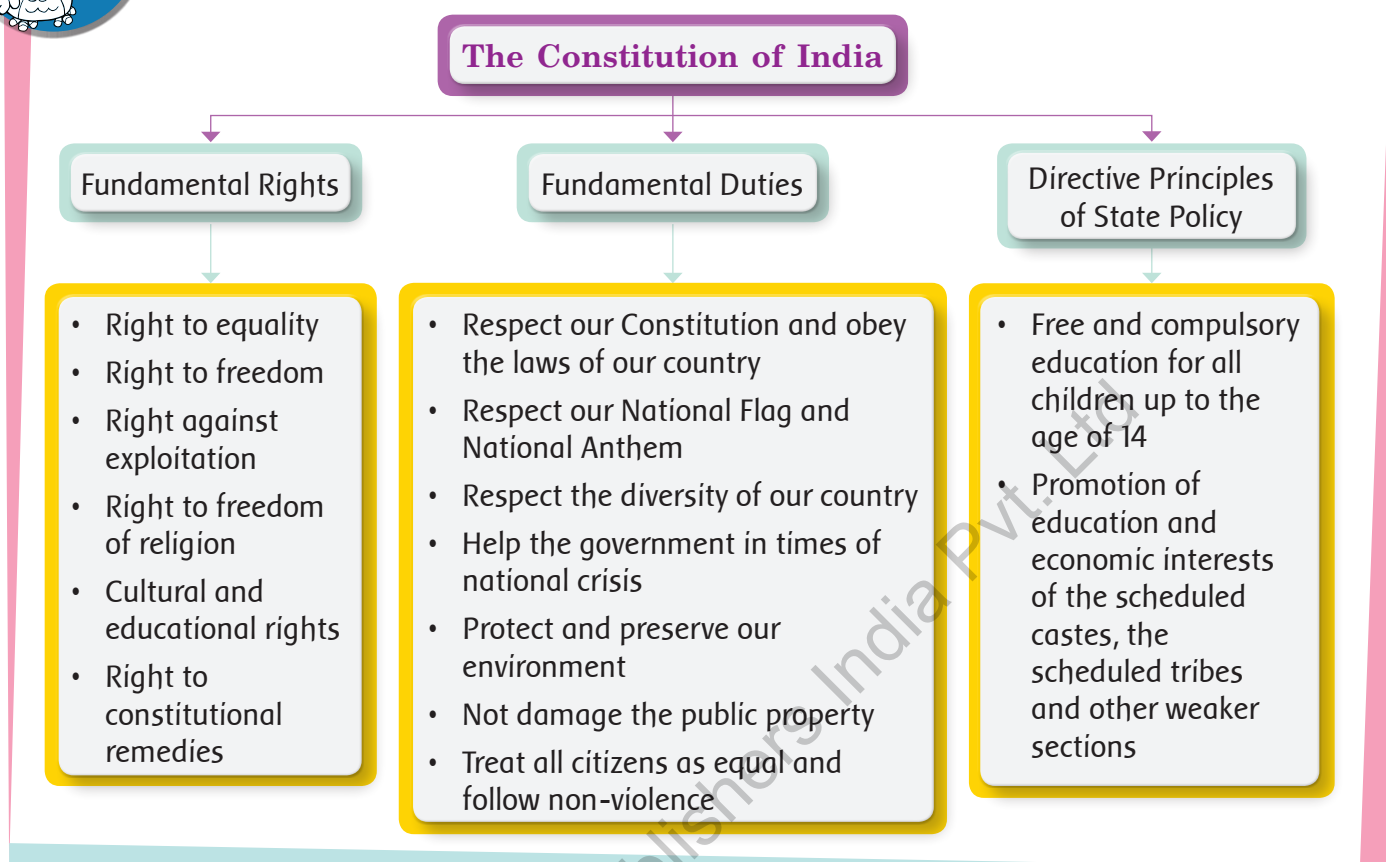 The Constitution of India
Fundamental Rights
• Right to equality
• Right to freedom
• Right against
exploitation
• Right to freedom
of religion
• Cultural and
educational rights
• Right to
constitutional
remedies
Fundamental Duties
• Respect our Constitution and obey
the laws of our country
• Respect our National Flag and
National Anthem
• Respect the diversity of our country
• Help the government in times of
national crisis
• Protect and preserve our
environment
• Not damage the public property
• Treat all citizens as equal and
follow non-violence
Directive Principles
of State Policy
• Free and compulsory
education for all
children up to the
age of 14
• Promotion of
education and
economic interests
of the scheduled
castes, the
scheduled tribes
and other weaker
sections
blishers India Pvt. Ltd